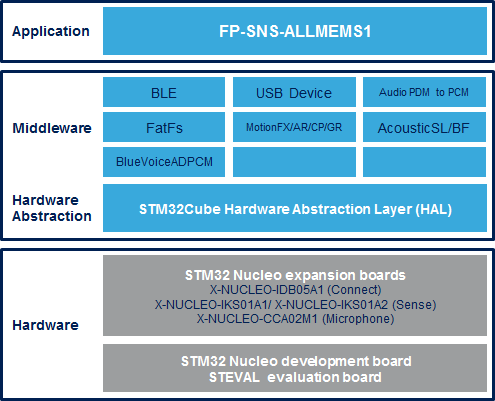 Application
FP-SNS-ALLMEMS1
BLE
USB Device
Audio PDM to PCM
Middleware
FatFs
MotionFX/AR/CP/GR
AcousticSL/BF
BlueVoiceADPCM
Hardware
Abstraction
STM32Cube Hardware Abstraction Layer (HAL)
Hardware
STM32 Nucleo expansion boards
X-NUCLEO-IDB05A1 (Connect)
X-NUCLEO-IKS01A1/ X-NUCLEO-IKS01A2 (Sense)
X-NUCLEO-CCA02M1 (Microphone)
STM32 Nucleo development board
STEVAL evaluation board